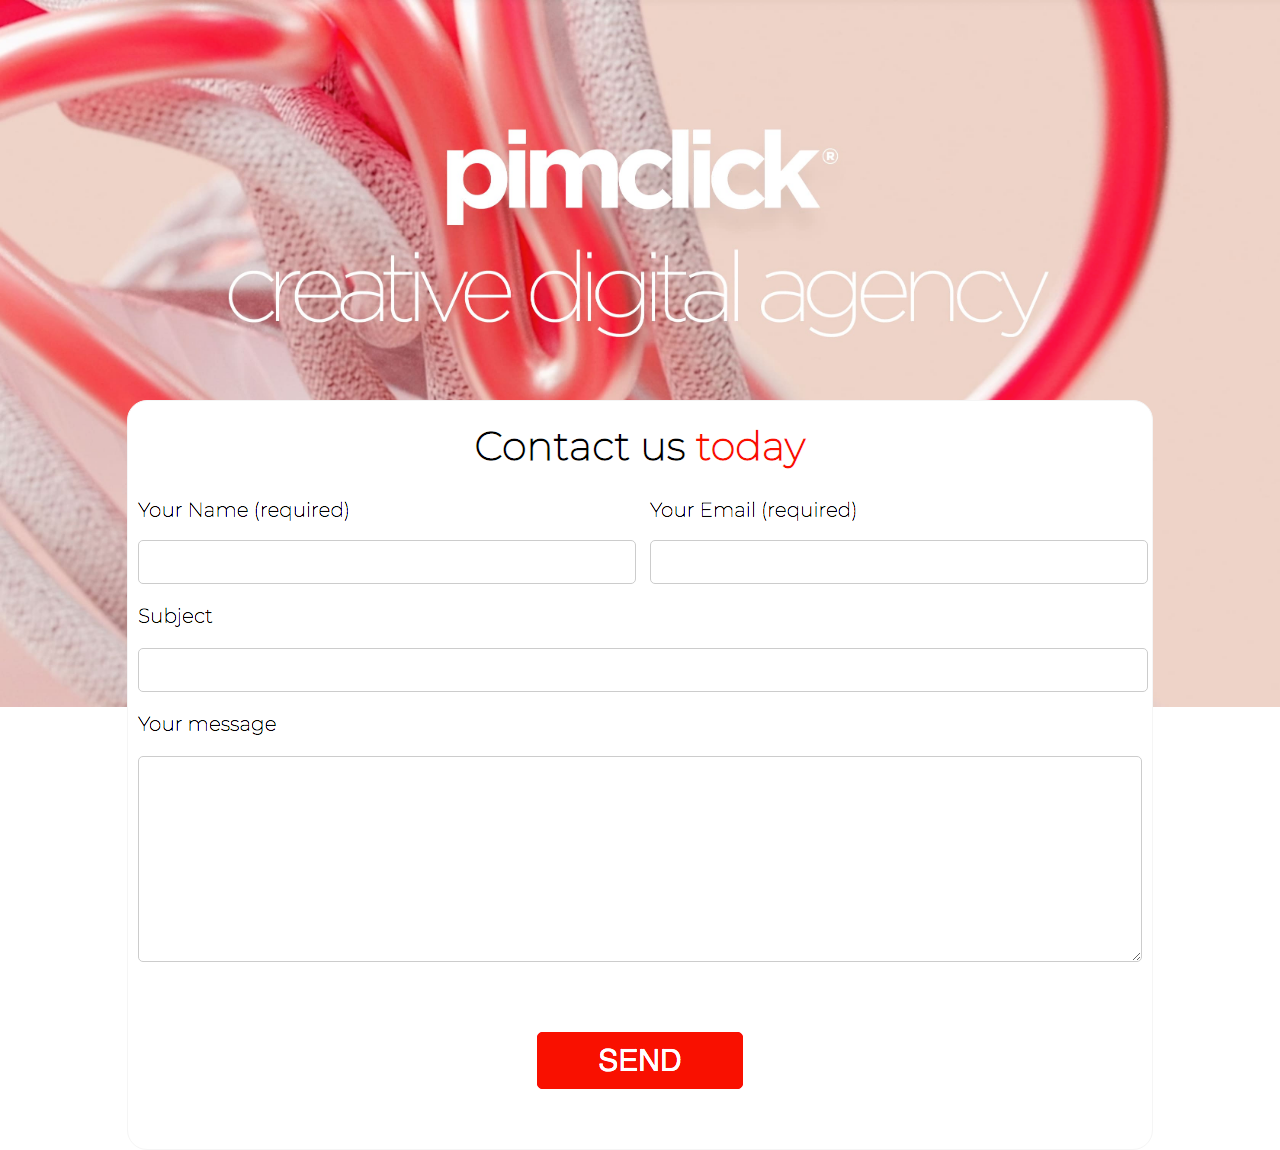 pimclick®
creative digital agency
Contact us today
Your Name (required)
Your Email (required)
Subject
Your message
SEND